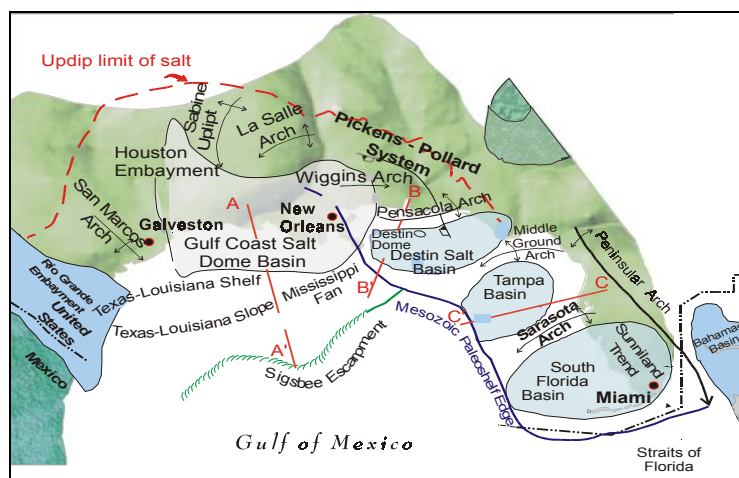 Updip limit of salt
Sabine
Uplipt
La Salle
Arch
Pickens - Pollard
System
Houston
Embayment
Wiggins Arch
A
B
San Marcos
Arch
Galveston
New
Orleans
Pensacola Arch
Destin
Dome
Destin Salt
Basin
Middle
Ground
Arch
Peninsular Arch
Gulf Coast Salt
Dome Basin
Rio Grande
Embayment
United
States
Texas-Louisiana Shelf
Mississippi
Fan
B'
Tampa
Basin
C
Texas-Louisiana Slope
C'
Mesozoic Paleoshelf Edge
Sarasota
Arch
Sunniland
Trend
Bahamas
Basin
Mexico
A'
Sigsbee Escarpment
South
Florida
Basin
Miami
Gulf of Mexico
Straits of
Florida